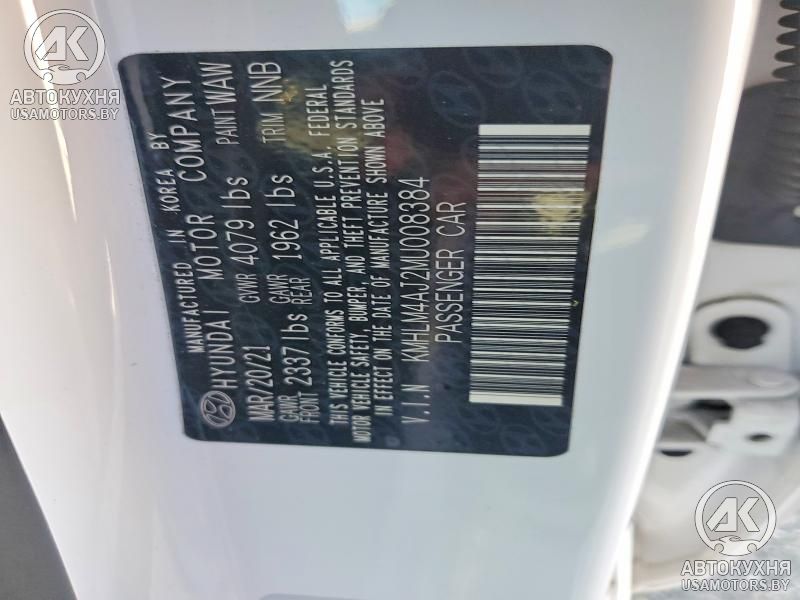 MANUFACTURED IN KOREA BY
HYUNDAI MOTOR COMPANY
MAR/20/21 GVWR 4079 lbs PAINT WAW
GAWR FRONT 2337 lbs GAWR REAR 1962 lbs TRIM NNB
THIS VEHICLE CONFORMS TO ALL APPLICABLE U.S.A. FEDERAL
MOTOR VEHICLE SAFETY, BUMPER, AND THEFT PREVENTION STANDARDS
IN EFFECT ON THE DATE OF MANUFACTURE SHOWN ABOVE
V.I.N KMHLM4AJ2MU008384
PASSENGER CAR
АК
АВТОКУХНЯ
USAMOTORS.BY
АК
АВТОКУХНЯ
USAMOTORS.BY